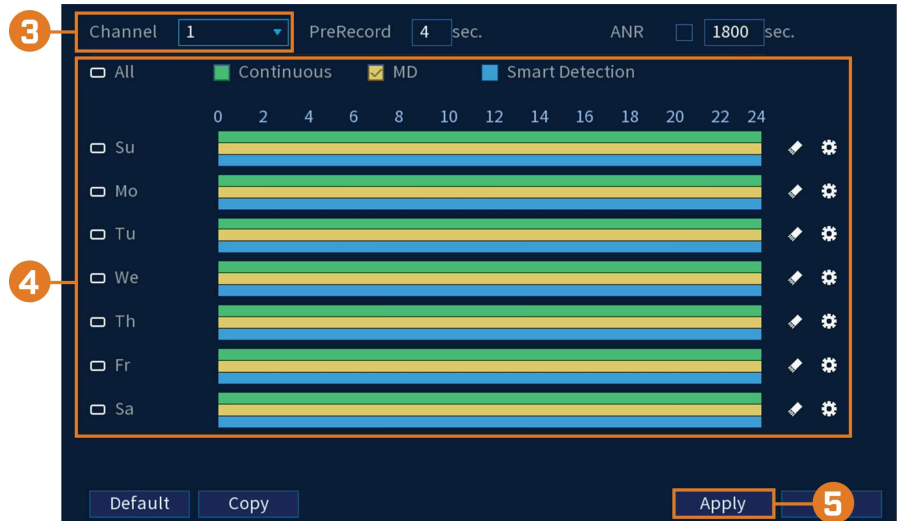 3 Channel 1 PreRecord 4 sec. ANR 1800 sec.
All Continuous MD Smart Detection
0 2 4 6 8 10 12 14 16 18 20 22 24
Su
Mo
Tu
4 We
Th
Fr
Sa
Default Copy Apply 5